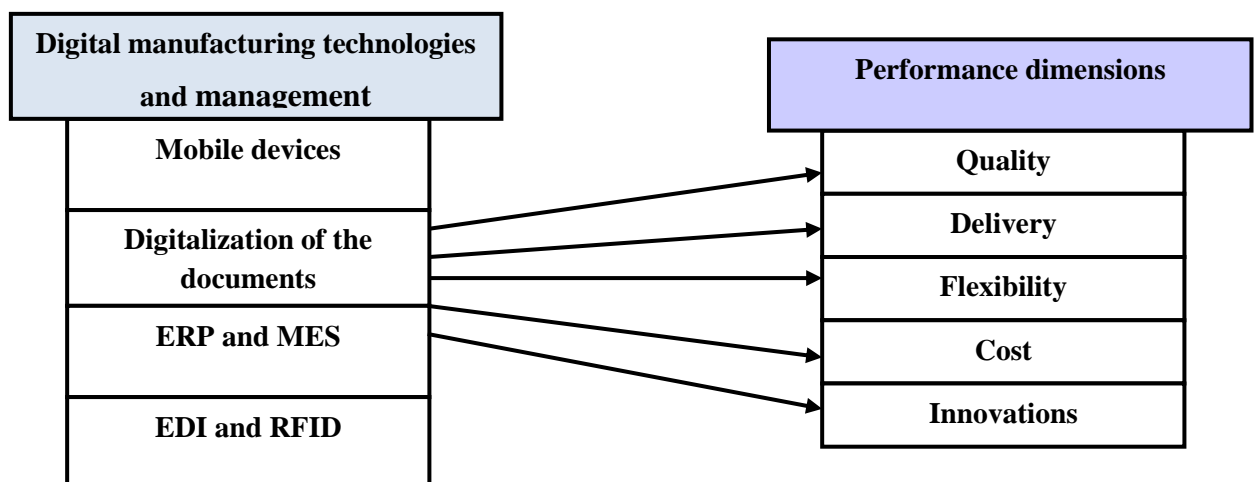 Digital manufacturing technologies
and management
Mobile devices
Digitalization of the
documents
ERP and MES
EDI and RFID
Performance dimensions
Quality
Delivery
Flexibility
Cost
Innovations